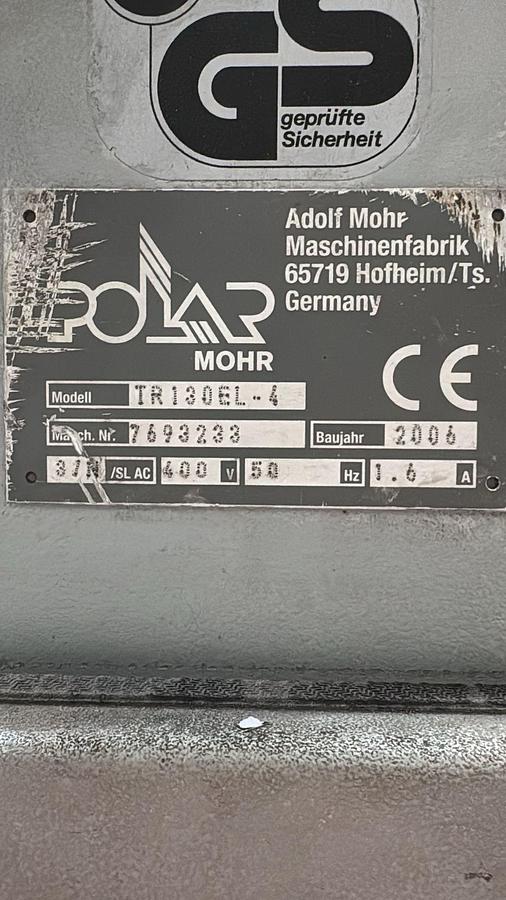 GS
geprüfte
Sicherheit
Adolf Mohr
Maschinenfabrik
65719 Hofheim/Ts.
Germany
POLAR
MOHR
CE
Modell TR130EL-4
Masch. Nr. 7693233 Baujahr 2006
3/N /SL AC 400 V 50 Hz 1.6 A